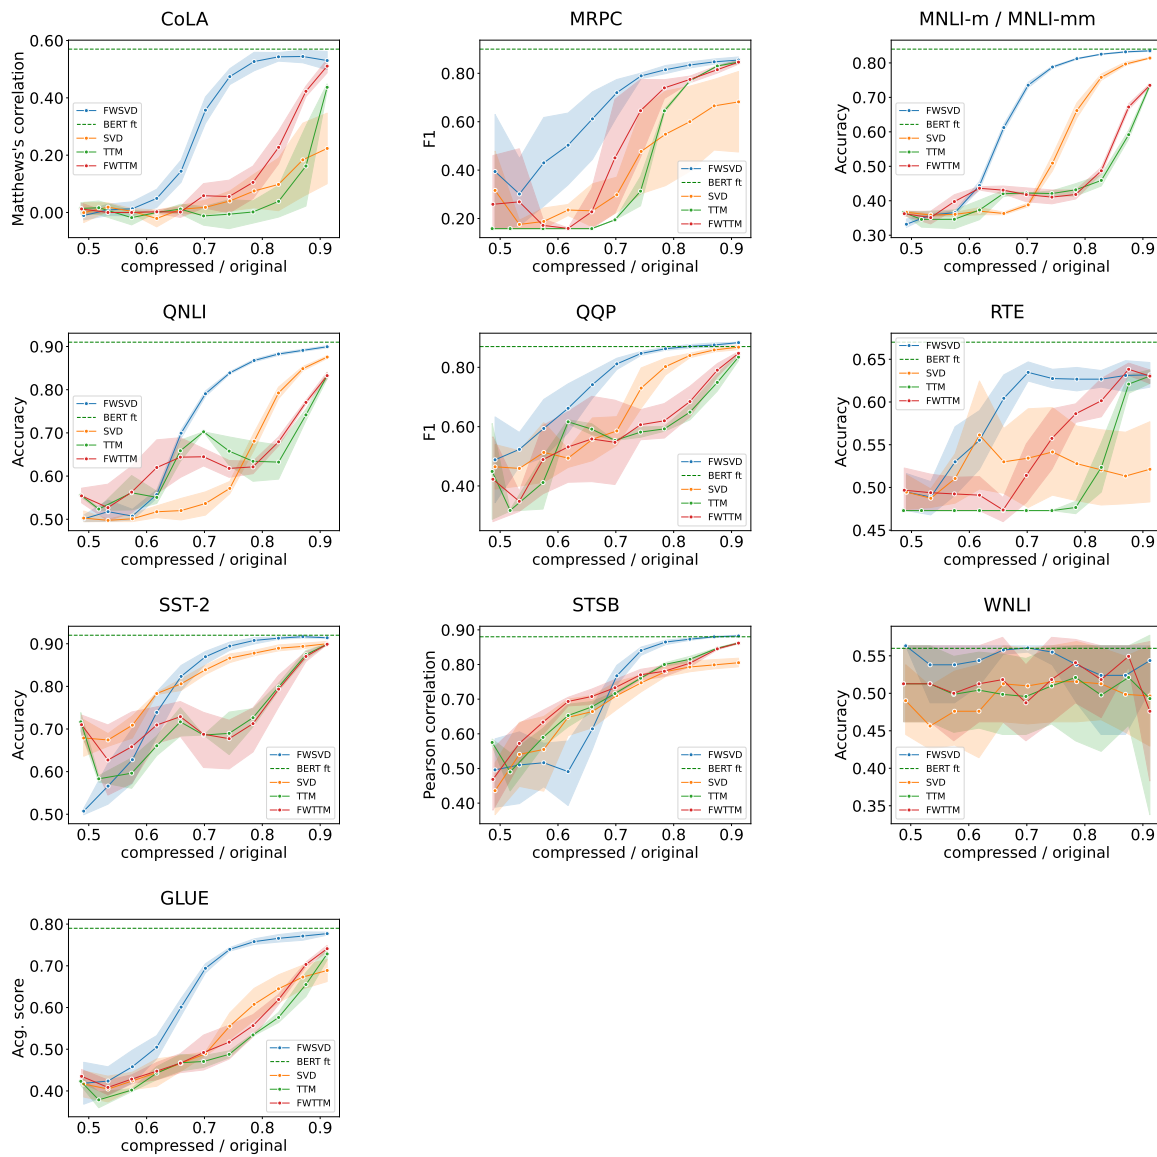 CoLA
MRPC
MNLI-m / MNLI-mm
Matthews's correlation
0.60
0.40
0.20
0.00
FWSVD
BERT ft
SVD
TTM
FWTTM
0.5 0.6 0.7 0.8 0.9
compressed / original
F1
0.80
0.60
0.40
0.20
FWSVD
BERT ft
SVD
TTM
FWTTM
0.5 0.6 0.7 0.8 0.9
compressed / original
Accuracy
0.80
0.70
0.60
0.50
0.40
0.30
FWSVD
BERT ft
SVD
TTM
FWTTM
0.5 0.6 0.7 0.8 0.9
compressed / original
QNLI
QQP
RTE
Accuracy
0.90
0.80
0.70
0.60
0.50
FWSVD
BERT ft
SVD
TTM
FWTTM
0.5 0.6 0.7 0.8 0.9
compressed / original
F1
0.80
0.60
0.40
FWSVD
BERT ft
SVD
TTM
FWTTM
0.5 0.6 0.7 0.8 0.9
compressed / original
Accuracy
0.65
0.60
0.55
0.50
0.45
FWSVD
BERT ft
SVD
TTM
FWTTM
0.5 0.6 0.7 0.8 0.9
compressed / original
SST-2
STSB
WNLI
Accuracy
0.90
0.80
0.70
0.60
0.50
FWSVD
BERT ft
SVD
TTM
FWTTM
0.5 0.6 0.7 0.8 0.9
compressed / original
Pearson correlation
0.90
0.80
0.70
0.60
0.50
0.40
FWSVD
BERT ft
SVD
TTM
FWTTM
0.5 0.6 0.7 0.8 0.9
compressed / original
Accuracy
0.55
0.50
0.45
0.40
0.35
FWSVD
BERT ft
SVD
TTM
FWTTM
0.5 0.6 0.7 0.8 0.9
compressed / original
GLUE
Acg. score
0.80
0.70
0.60
0.50
0.40
FWSVD
BERT ft
SVD
TTM
FWTTM
0.5 0.6 0.7 0.8 0.9
compressed / original